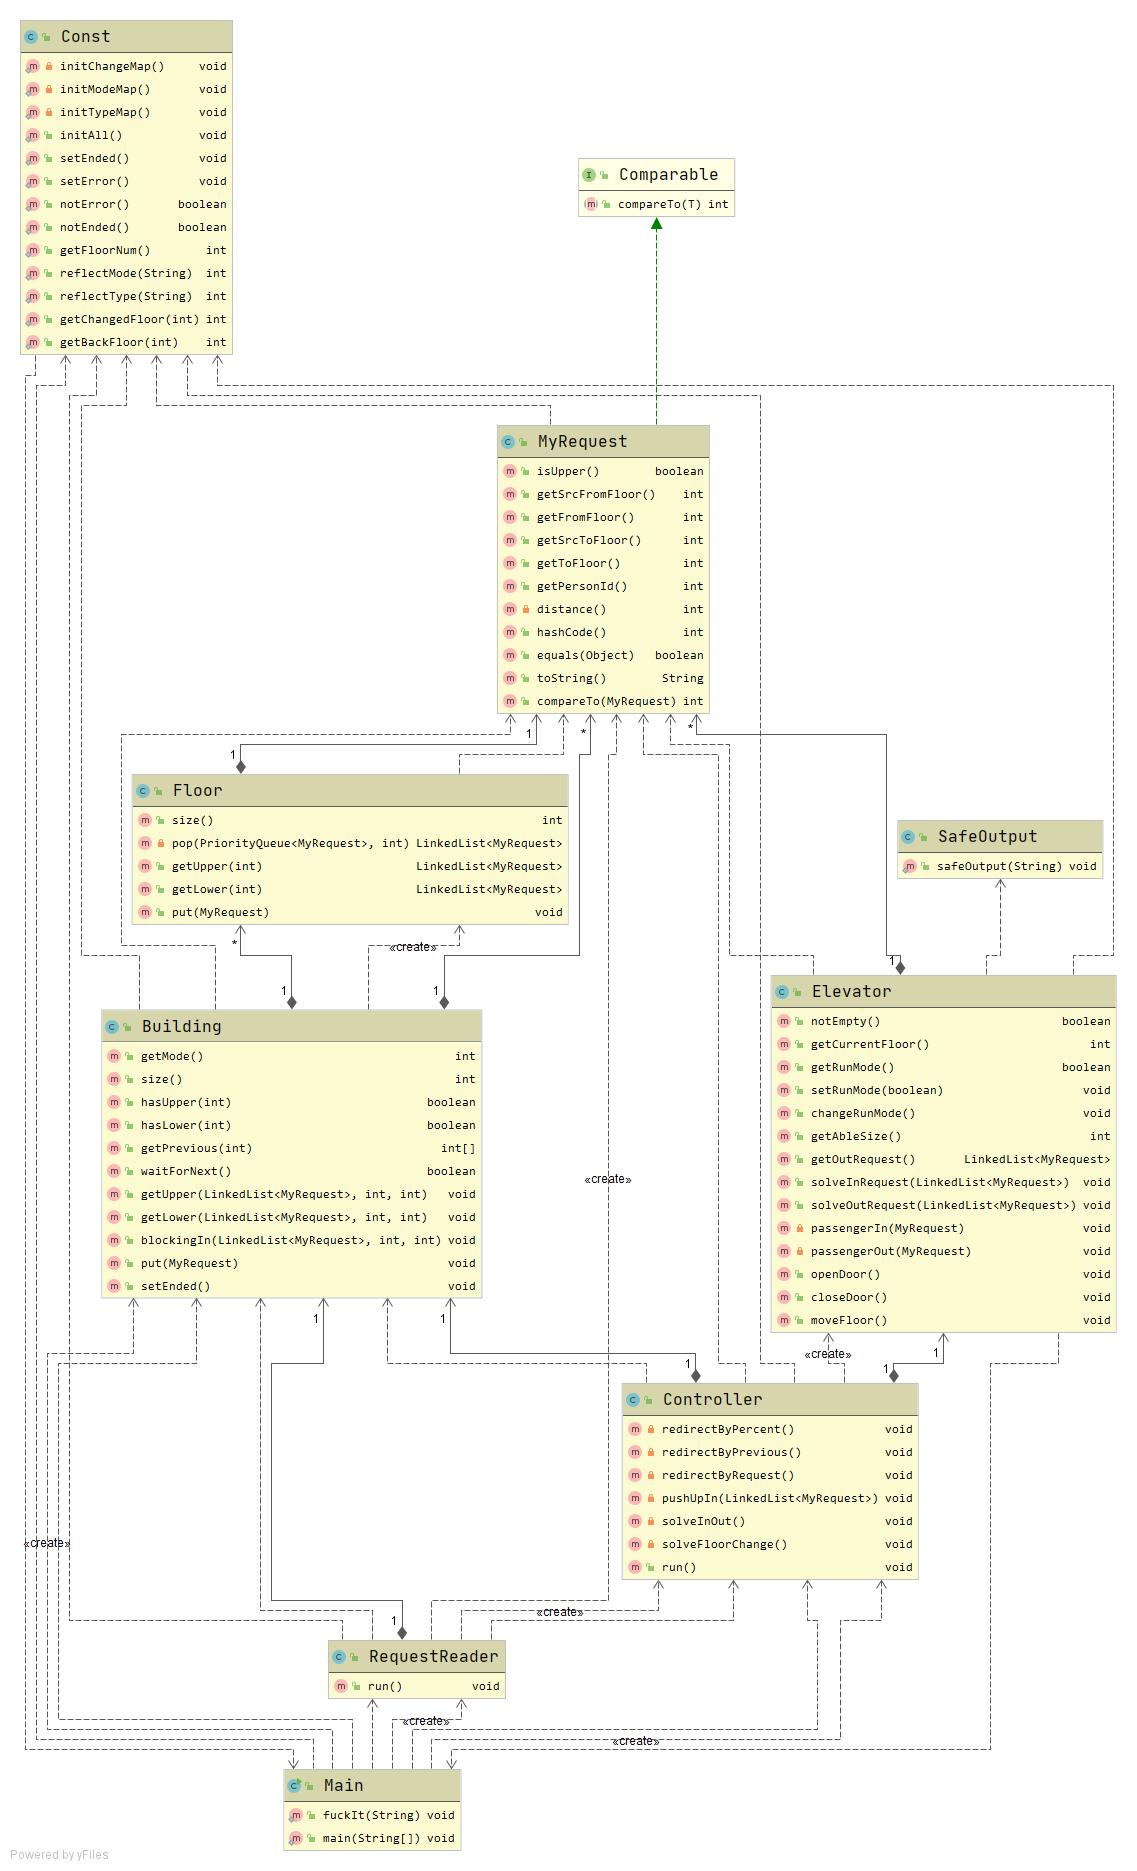 Const
initChangeMap() void
initModeMap() void
initTypeMap() void
initAll() void
setEnded() void
setError() void
notError() boolean
notEnded() boolean
getFloorNum() int
reflectMode(String) int
reflectType(String) int
getChangedFloor(int) int
getBackFloor(int) int
Comparable
compareTo(T) int
MyRequest
isUpper() boolean
getSrcFromFloor() int
getFromFloor() int
getSrcToFloor() int
getToFloor() int
getPersonId() int
distance() int
hashCode() int
equals(Object) boolean
toString() String
compareTo(MyRequest) int
1
*
*
1
Floor
size() int
pop(PriorityQueue<MyRequest>, int) LinkedList<MyRequest>
getUpper(int) LinkedList<MyRequest>
getLower(int) LinkedList<MyRequest>
put(MyRequest) void
SafeOutput
safeOutput(String) void
*
«create»
1
1
1
Building
getMode() int
size() int
hasUpper(int) boolean
hasLower(int) boolean
getPrevious(int) int[]
waitForNext() boolean
getUpper(LinkedList<MyRequest>, int, int) void
getLower(LinkedList<MyRequest>, int, int) void
blockingIn(LinkedList<MyRequest>, int, int) void
put(MyRequest) void
setEnded() void
«create»
Elevator
notEmpty() boolean
getCurrentFloor() int
getRunMode() boolean
setRunMode(boolean) void
changeRunMode() void
getAbleSize() int
getOutRequest() LinkedList<MyRequest>
solveInRequest(LinkedList<MyRequest>) void
solveOutRequest(LinkedList<MyRequest>) void
passengerIn(MyRequest) void
passengerOut(MyRequest) void
openDoor() void
closeDoor() void
moveFloor() void
1
1
«create»
1
1
1
Controller
redirectByPercent() void
redirectByPrevious() void
redirectByRequest() void
pushUpIn(LinkedList<MyRequest>) void
solveInOut() void
solveFloorChange() void
run() void
«create»
«create»
1
RequestReader
run() void
«create»
«create»
Main
fuckIt(String) void
main(String[]) void
Powered by yFiles